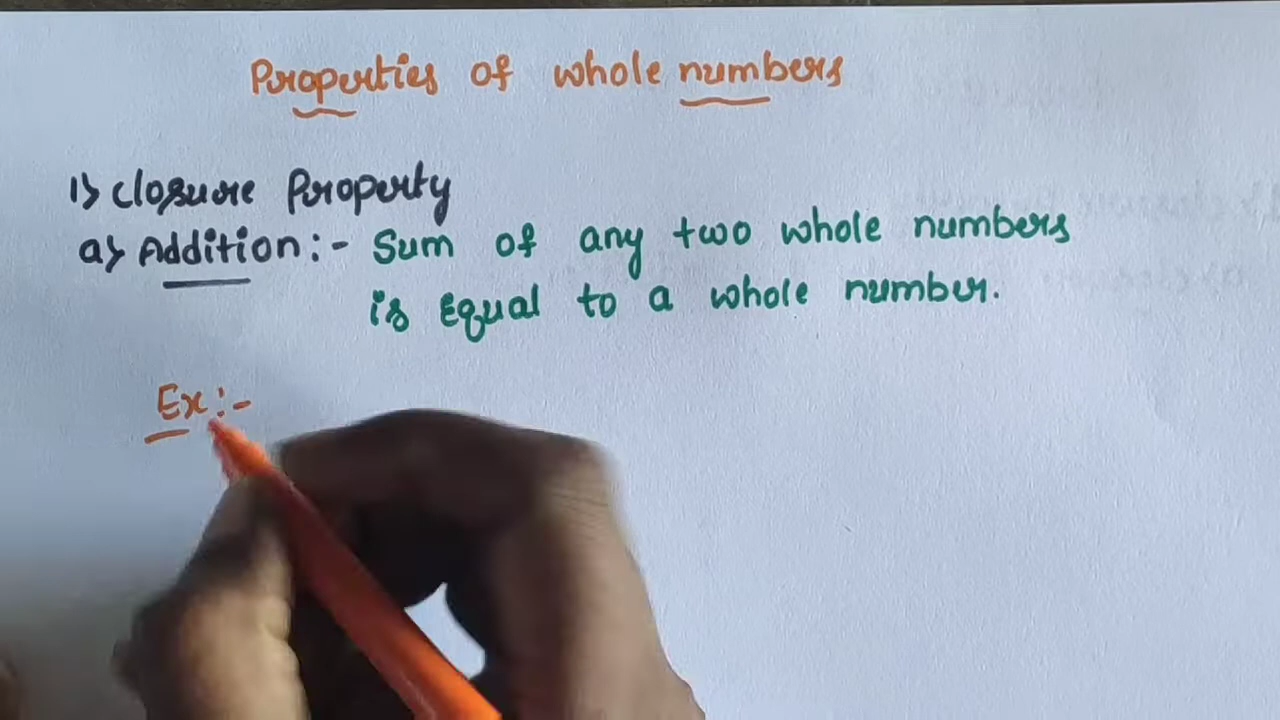 Properties of whole numbers
1) Closure Property
a) Addition:- Sum of any two whole numbers
is Equal to a whole number.
Ex:-